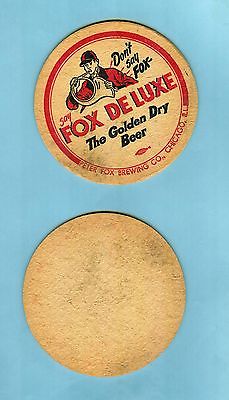 Don't
say
FOX-
say
FOX DE LUXE
The Golden Dry
Beer
PETER FOX BREWING CO., CHICAGO, ILL.